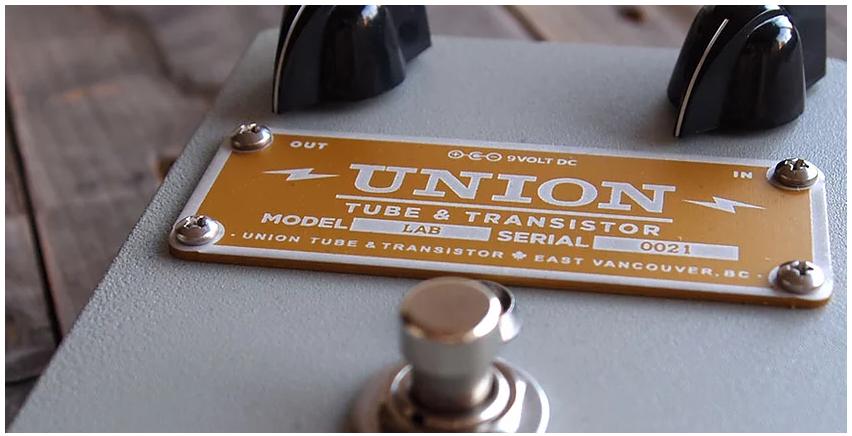 OUT 9VOLT DC IN
UNION
TUBE & TRANSISTOR
MODEL LAB SERIAL 0021
· UNION TUBE & TRANSISTOR 🍁 EAST VANCOUVER, BC ·